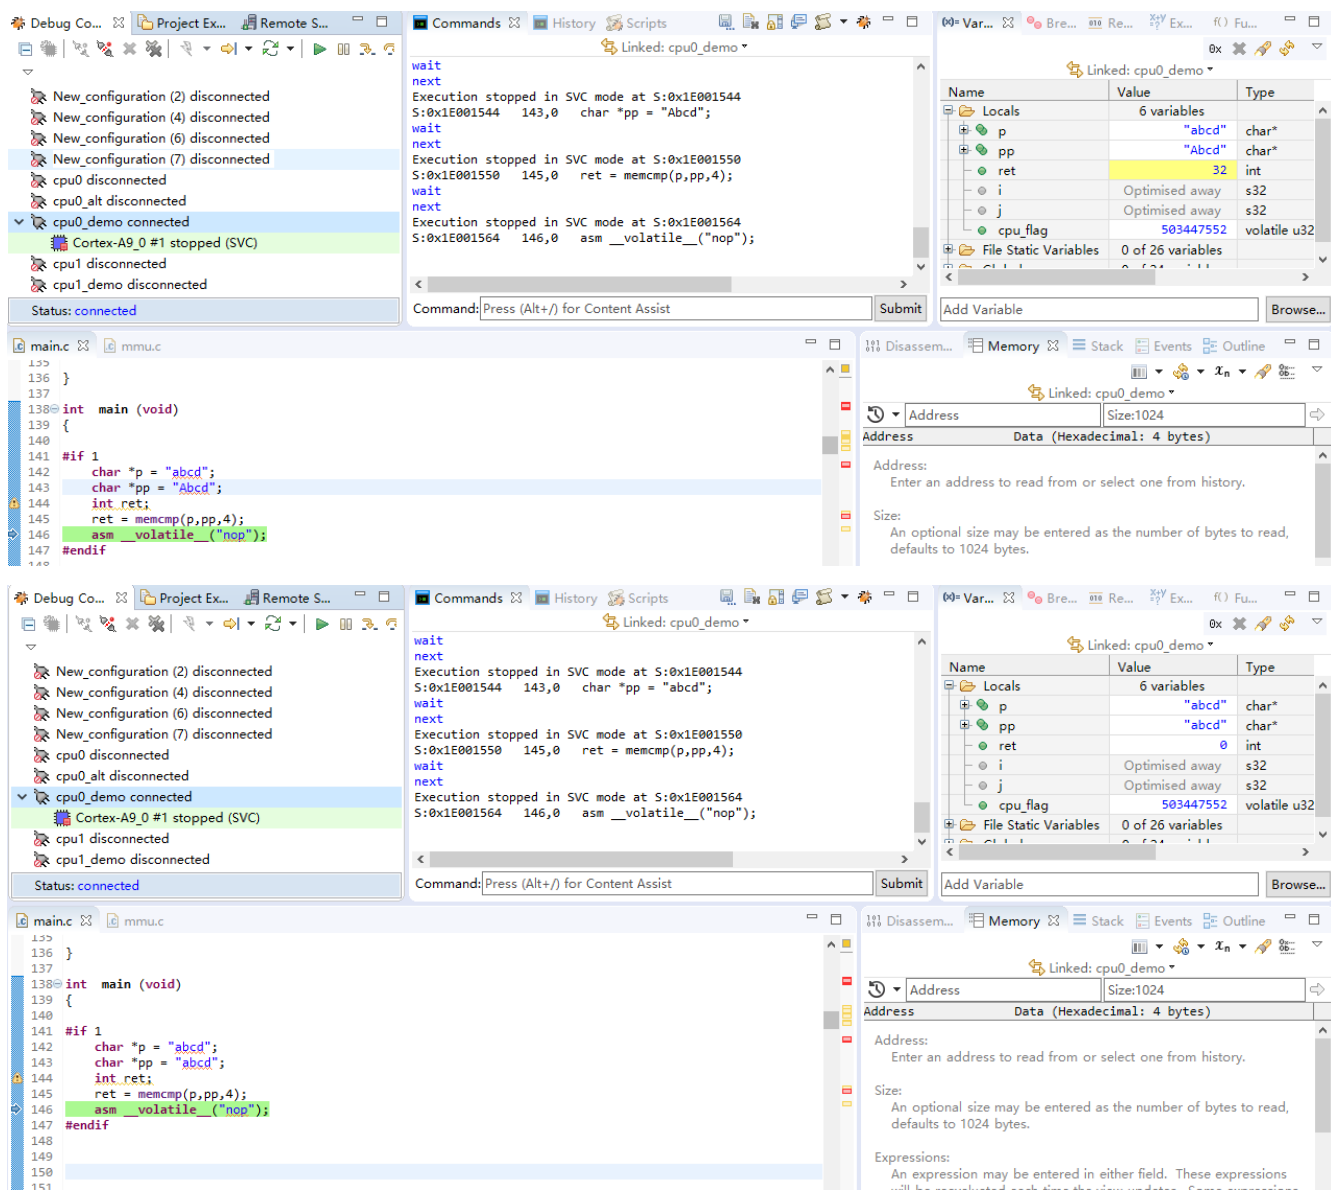 Debug Co... Project Ex... Remote S...
New_configuration (2) disconnected
New_configuration (4) disconnected
New_configuration (6) disconnected
New_configuration (7) disconnected
cpu0 disconnected
cpu0_alt disconnected
cpu0_demo connected
Cortex-A9_0 #1 stopped (SVC)
cpu1 disconnected
cpu1_demo disconnected
Status: connected
Commands History Scripts
Linked: cpu0_demo
wait
next
Execution stopped in SVC mode at S:0x1E001544
S:0x1E001544 143,0 char *pp = "Abcd";
wait
next
Execution stopped in SVC mode at S:0x1E001550
S:0x1E001550 145,0 ret = memcmp(p,pp,4);
wait
next
Execution stopped in SVC mode at S:0x1E001564
S:0x1E001564 146,0 asm __volatile__("nop");
Command: Press (Alt+/) for Content Assist Submit
(x)= Var... Bre... 1010 Re... X+Y Ex... f() Fu...
0x
Linked: cpu0_demo
Name Value Type
Locals 6 variables
p "abcd" char*
pp "Abcd" char*
ret 32 int
i Optimised away s32
j Optimised away s32
cpu_flag 503447552 volatile u32
File Static Variables 0 of 26 variables
Add Variable Browse...
main.c mmu.c
135
136 }
137
138 int main (void)
139 {
140
141 #if 1
142 char *p = "abcd";
143 char *pp = "Abcd";
144 int ret;
145 ret = memcmp(p,pp,4);
146 asm __volatile__("nop");
147 #endif
148
Disassem... Memory Stack Events Outline
Linked: cpu0_demo
Address Size:1024
Address Data (Hexadecimal: 4 bytes)
Address:
Enter an address to read from or select one from history.
Size:
An optional size may be entered as the number of bytes to read,
defaults to 1024 bytes.
Debug Co... Project Ex... Remote S...
New_configuration (2) disconnected
New_configuration (4) disconnected
New_configuration (6) disconnected
New_configuration (7) disconnected
cpu0 disconnected
cpu0_alt disconnected
cpu0_demo connected
Cortex-A9_0 #1 stopped (SVC)
cpu1 disconnected
cpu1_demo disconnected
Status: connected
Commands History Scripts
Linked: cpu0_demo
wait
next
Execution stopped in SVC mode at S:0x1E001544
S:0x1E001544 143,0 char *pp = "abcd";
wait
next
Execution stopped in SVC mode at S:0x1E001550
S:0x1E001550 145,0 ret = memcmp(p,pp,4);
wait
next
Execution stopped in SVC mode at S:0x1E001564
S:0x1E001564 146,0 asm __volatile__("nop");
Command: Press (Alt+/) for Content Assist Submit
(x)= Var... Bre... 1010 Re... X+Y Ex... f() Fu...
0x
Linked: cpu0_demo
Name Value Type
Locals 6 variables
p "abcd" char*
pp "abcd" char*
ret 0 int
i Optimised away s32
j Optimised away s32
cpu_flag 503447552 volatile u32
File Static Variables 0 of 26 variables
Add Variable Browse...
main.c mmu.c
135
136 }
137
138 int main (void)
139 {
140
141 #if 1
142 char *p = "abcd";
143 char *pp = "abcd";
144 int ret;
145 ret = memcmp(p,pp,4);
146 asm __volatile__("nop");
147 #endif
148
149
150
151
Disassem... Memory Stack Events Outline
Linked: cpu0_demo
Address Size:1024
Address Data (Hexadecimal: 4 bytes)
Address:
Enter an address to read from or select one from history.
Size:
An optional size may be entered as the number of bytes to read,
defaults to 1024 bytes.
Expressions:
An expression may be entered in either field. These expressions